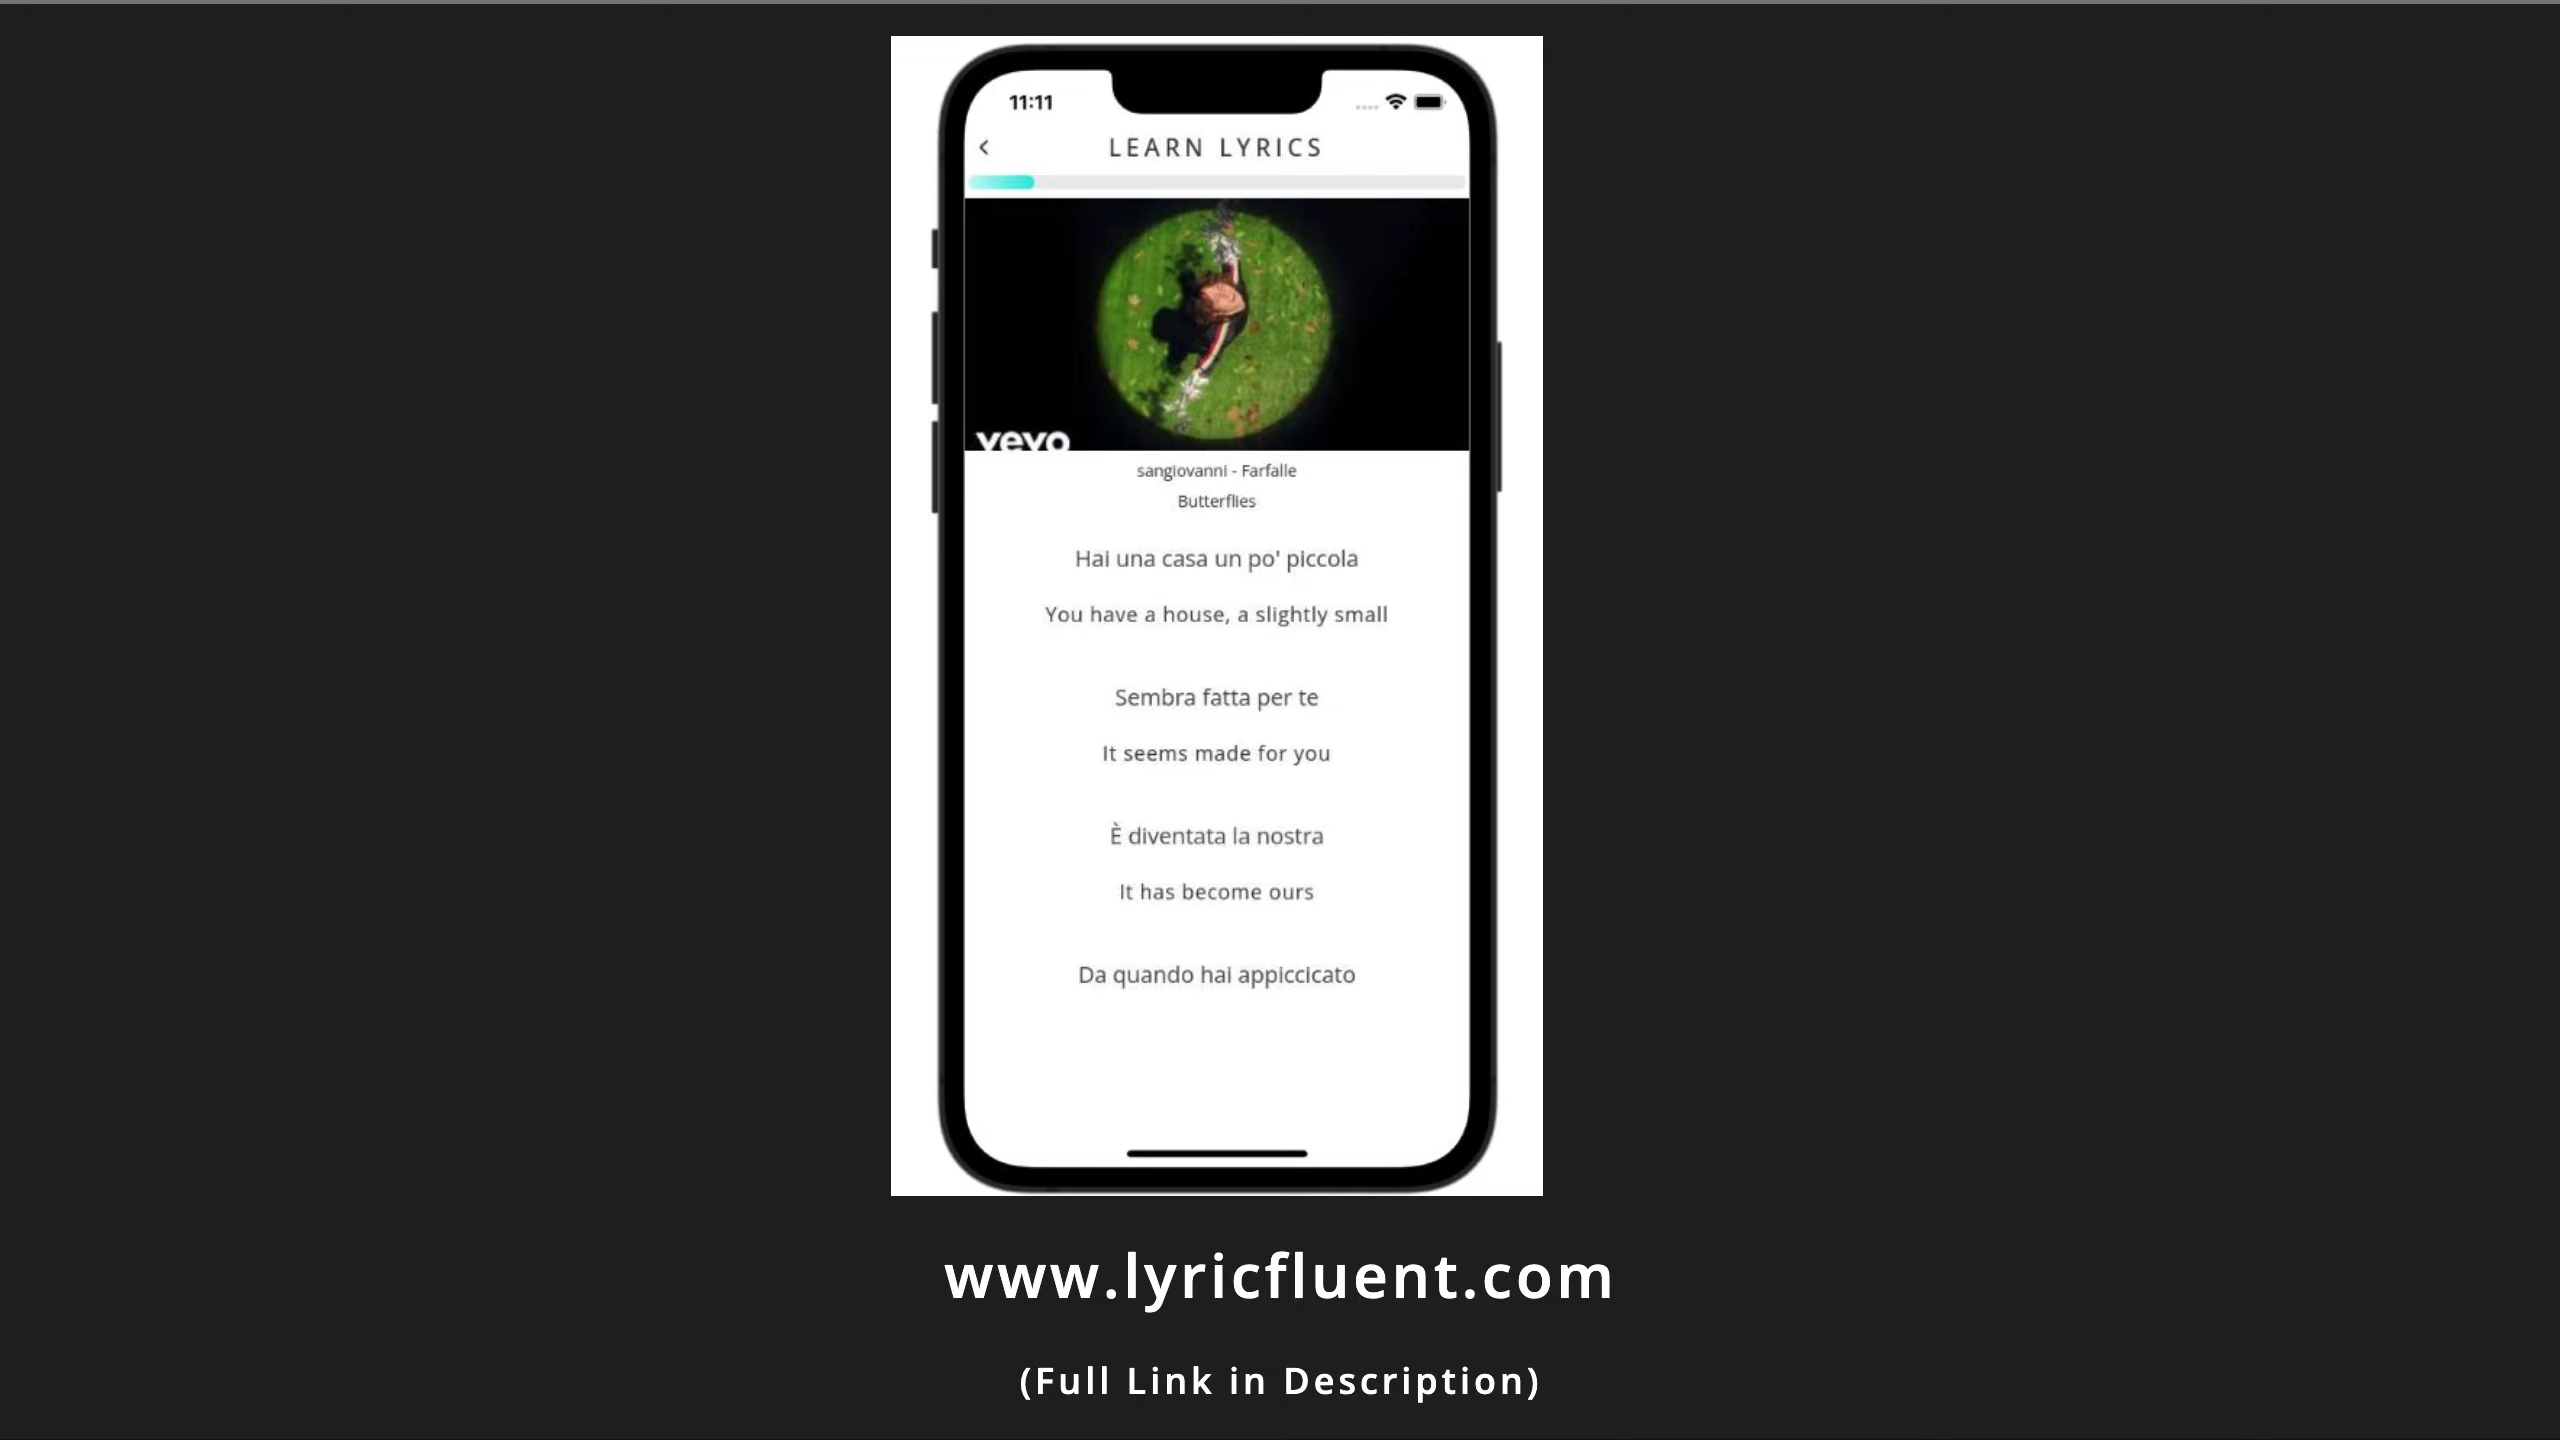 11:11
LEARN LYRICS
vevo
sangiovanni - Farfalle
Butterflies
Hai una casa un po' piccola
You have a house, a slightly small
Sembra fatta per te
It seems made for you
È diventata la nostra
It has become ours
Da quando hai appiccicato
www.lyricfluent.com
(Full Link in Description)